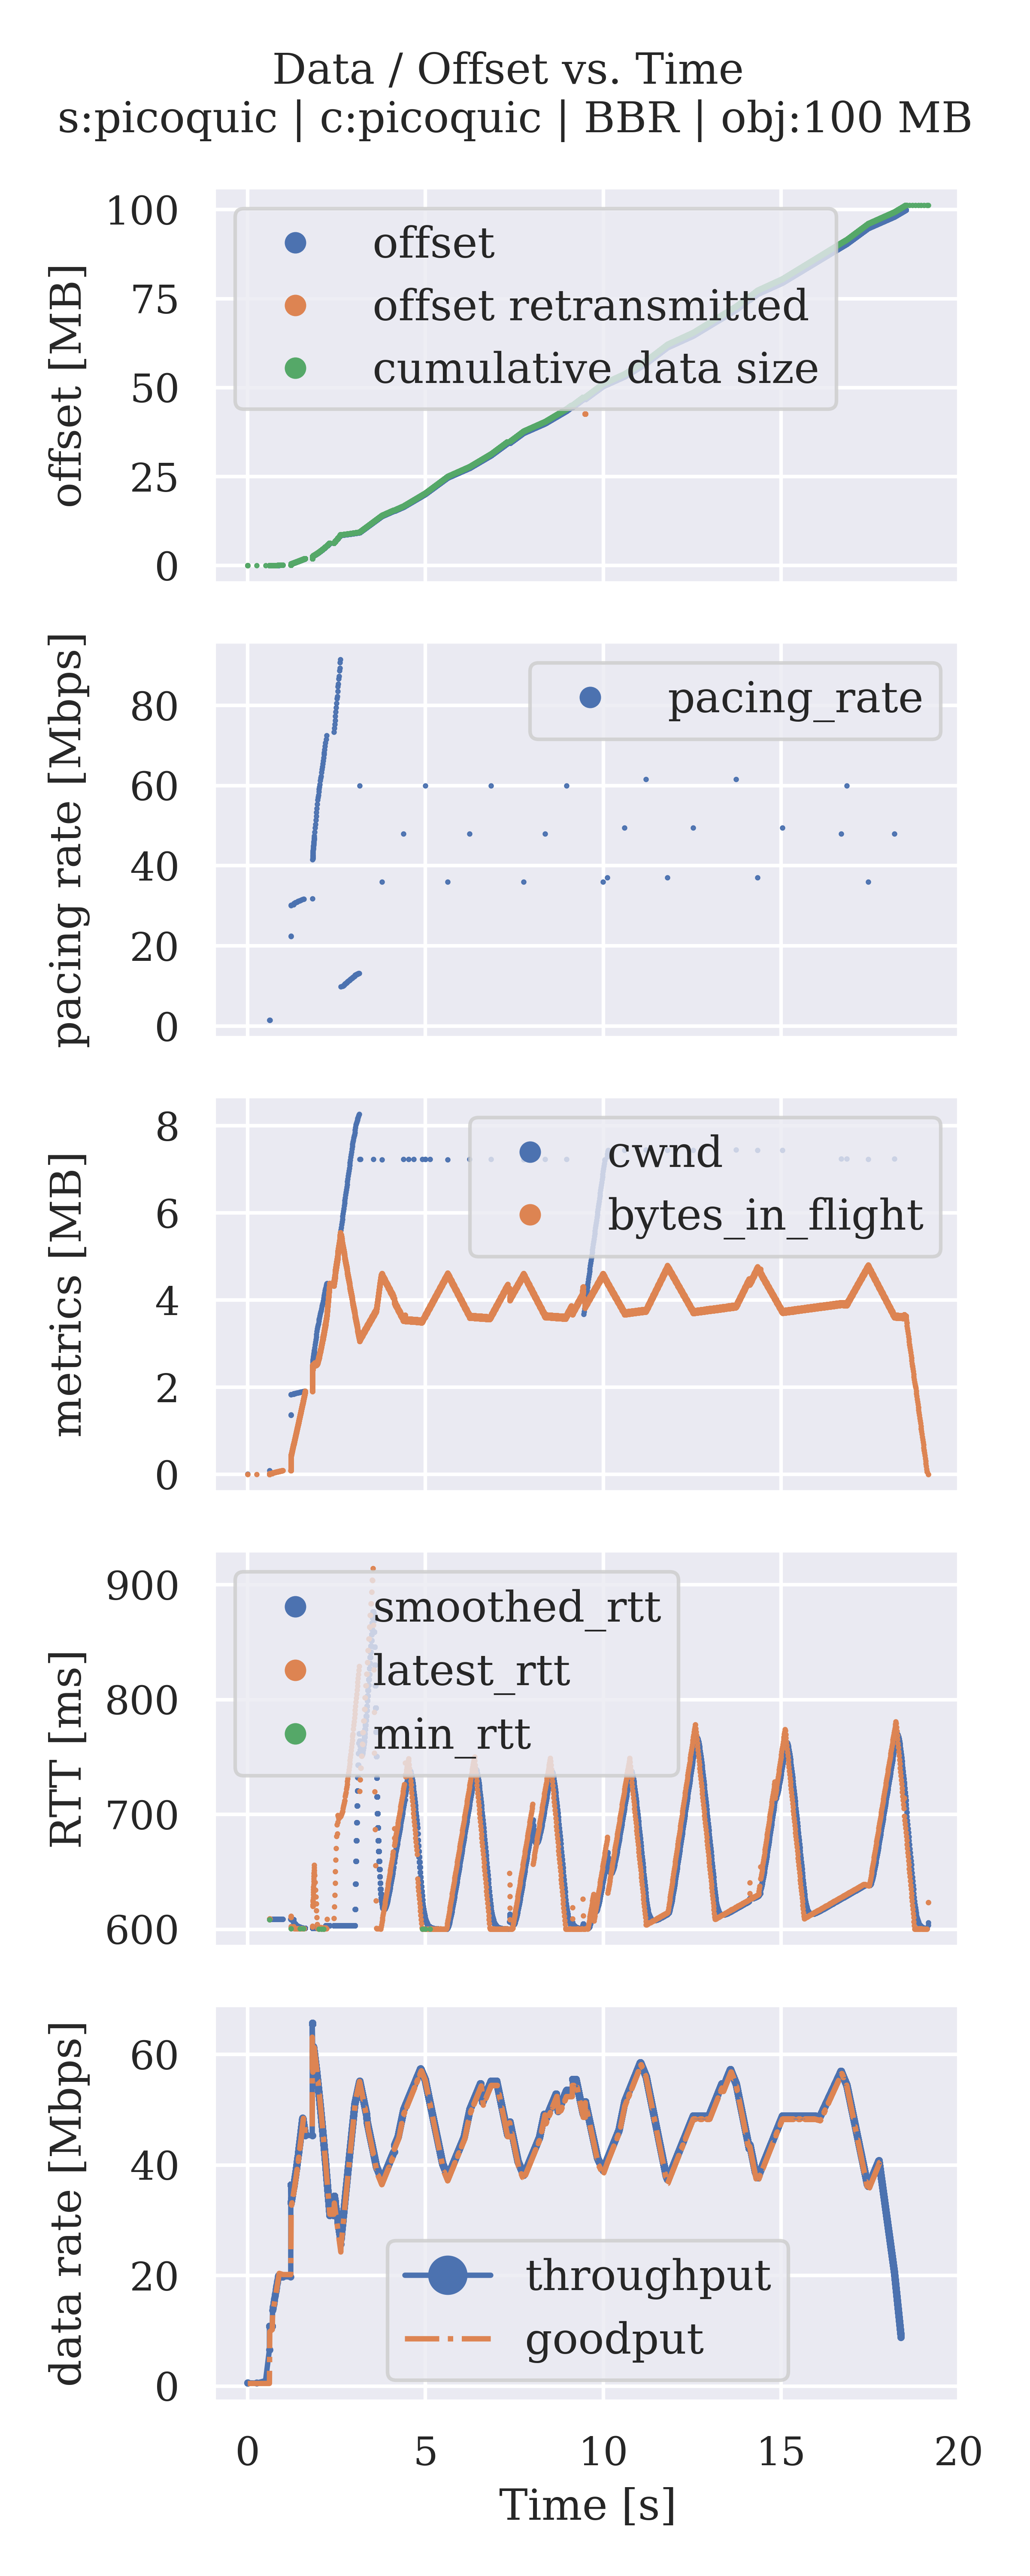 Data / Offset vs. Time
s:picoquic | c:picoquic | BBR | obj:100 MB
offset [MB]
100
75
50
25
0
offset
offset retransmitted
cumulative data size
pacing rate [Mbps]
80
60
40
20
0
pacing_rate
metrics [MB]
8
6
4
2
0
cwnd
bytes_in_flight
RTT [ms]
900
800
700
600
smoothed_rtt
latest_rtt
min_rtt
data rate [Mbps]
60
40
20
0
throughput
goodput
0 5 10 15 20
Time [s]